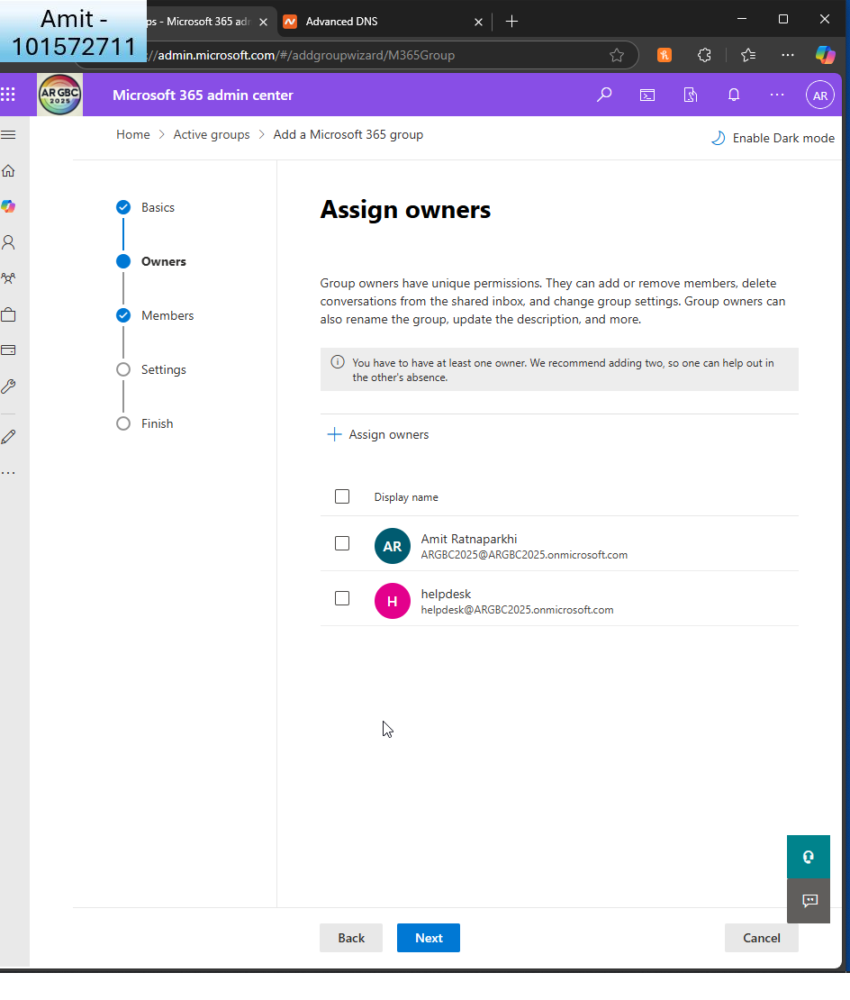 Amit -
101572711
ps - Microsoft 365 adr
Advanced DNS
://admin.microsoft.com/#/addgroupwizard/M365Group
AR GBC
2025
Microsoft 365 admin center
AR
Home > Active groups > Add a Microsoft 365 group
Enable Dark mode
Basics
Owners
Members
Settings
Finish
Assign owners
Group owners have unique permissions. They can add or remove members, delete
conversations from the shared inbox, and change group settings. Group owners can
also rename the group, update the description, and more.
You have to have at least one owner. We recommend adding two, so one can help out in
the other's absence.
Assign owners
Display name
AR
Amit Ratnaparkhi
ARGBC2025@ARGBC2025.onmicrosoft.com
H
helpdesk
helpdesk@ARGBC2025.onmicrosoft.com
Back
Next
Cancel